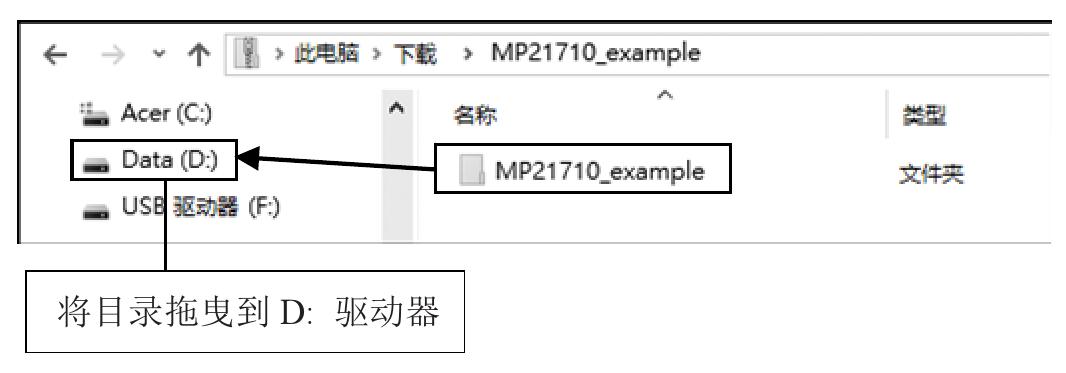 此电脑 > 下载 > MP21710_example
Acer (C:)
名称
类型
Data (D:)
MP21710_example
文件夹
USB 驱动器 (F:)
将目录拖曳到 D: 驱动器